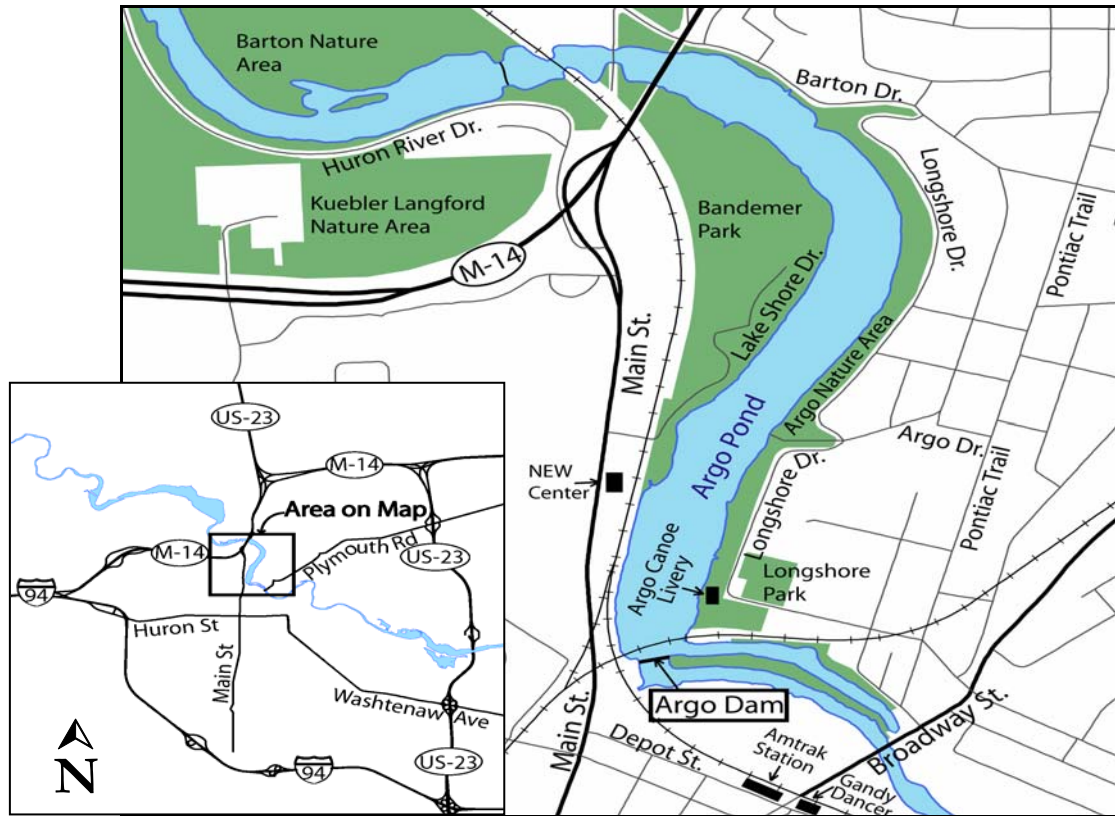 Barton Nature
Area
Huron River Dr.
Kuebler Langford
Nature Area
M-14
Barton Dr.
Longshore Dr.
Pontiac Trail
Bandemer
Park
Lake Shore Dr.
Main St.
Argo Nature Area
Argo Pond
Argo Dr.
NEW
Center
Longshore Dr.
Pontiac Trail
Argo Canoe
Livery
Longshore
Park
Argo Dam
Main St.
Depot St.
Amtrak
Station
Gandy
Dancer
Broadway St.
US-23
M-14
Area on Map
Plymouth Rd
US-23
M-14
94
Huron St
Main St
Washtenaw Ave
US-23
94
N